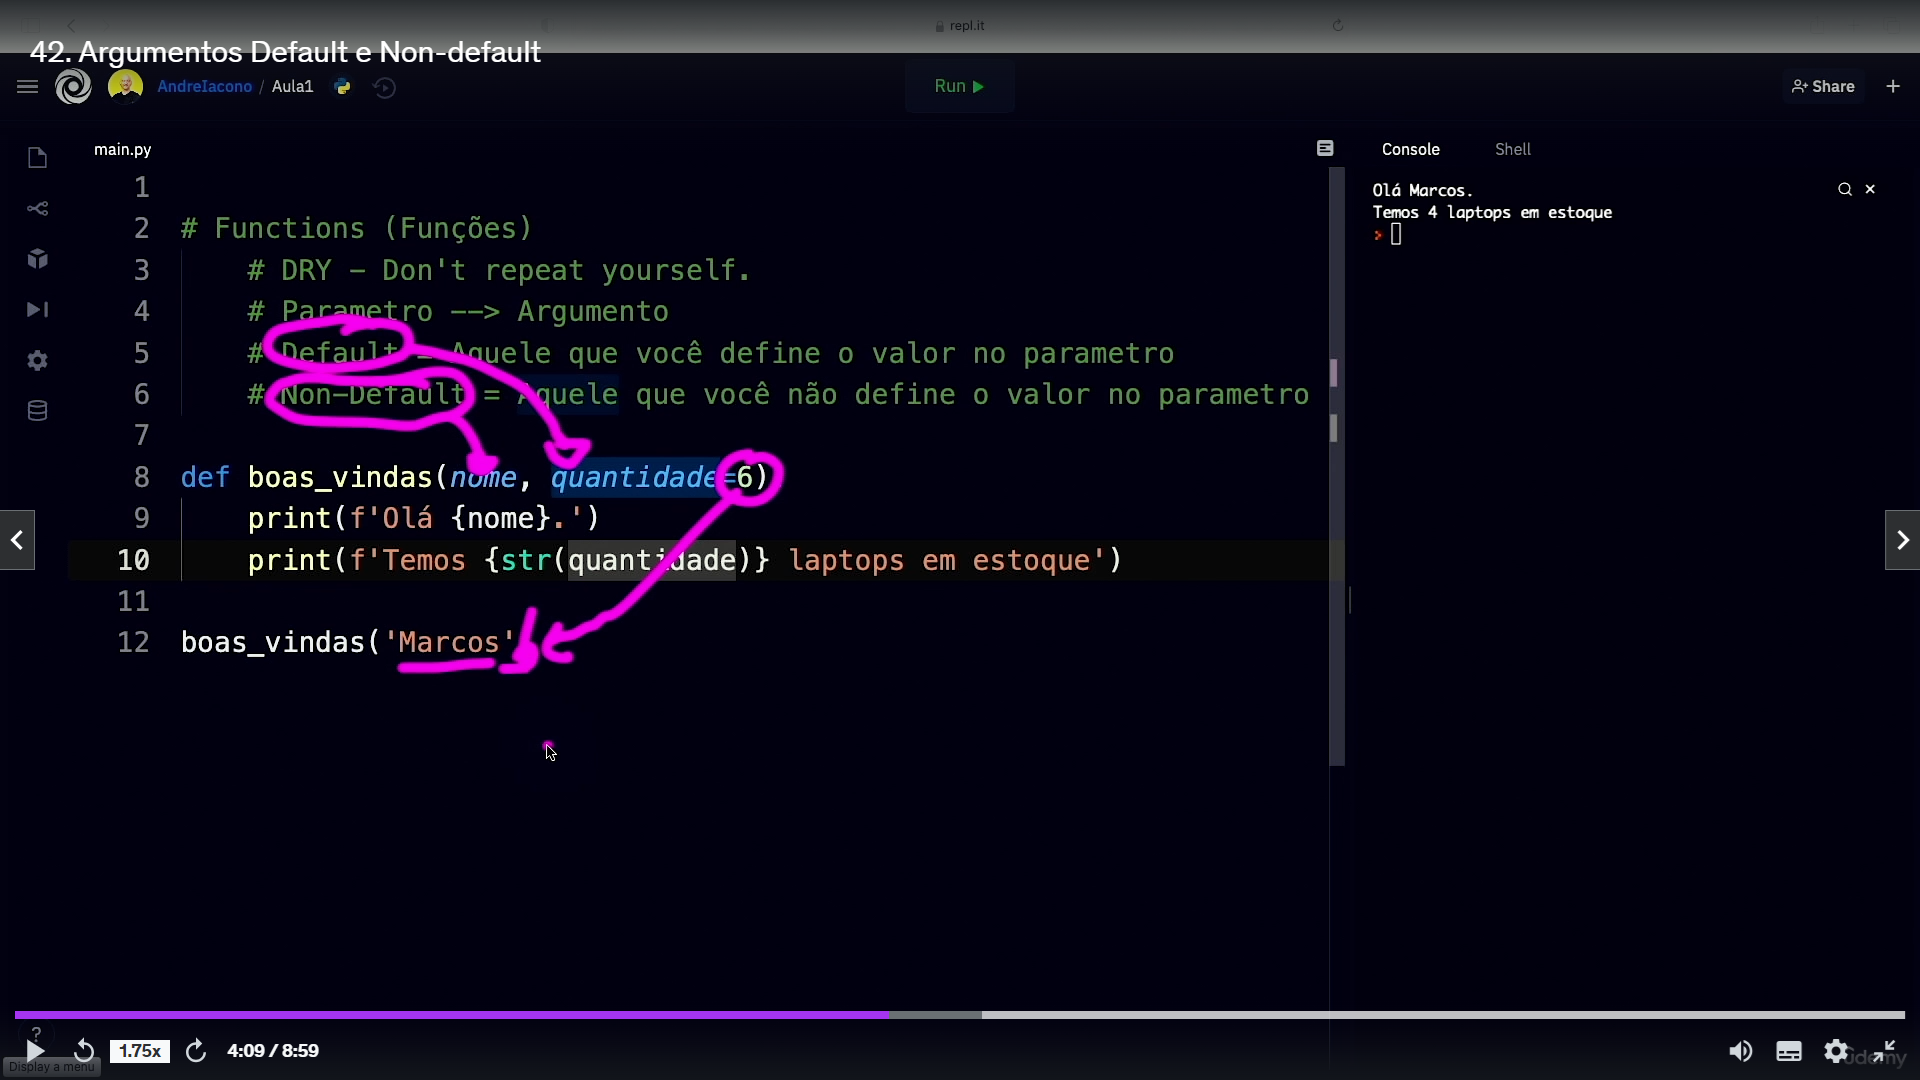 repl.it
42. Argumentos Default e Non-default
AndreIacono / Aula1
Run
Share
main.py
Console
Shell
1
2 # Functions (Funções)
3 # DRY - Don't repeat yourself.
4 # Parametro --> Argumento
5 # Default = Aquele que você define o valor no parametro
6 # Non-Default = Aquele que você não define o valor no parametro
7
8 def boas_vindas(nome, quantidade=6)
9 print(f'Olá {nome}.')
10 print(f'Temos {str(quantidade)} laptops em estoque')
11
12 boas_vindas('Marcos'
Olá Marcos.
Temos 4 laptops em estoque
?
1.75x
4:09 / 8:59
Display a menu
udemy